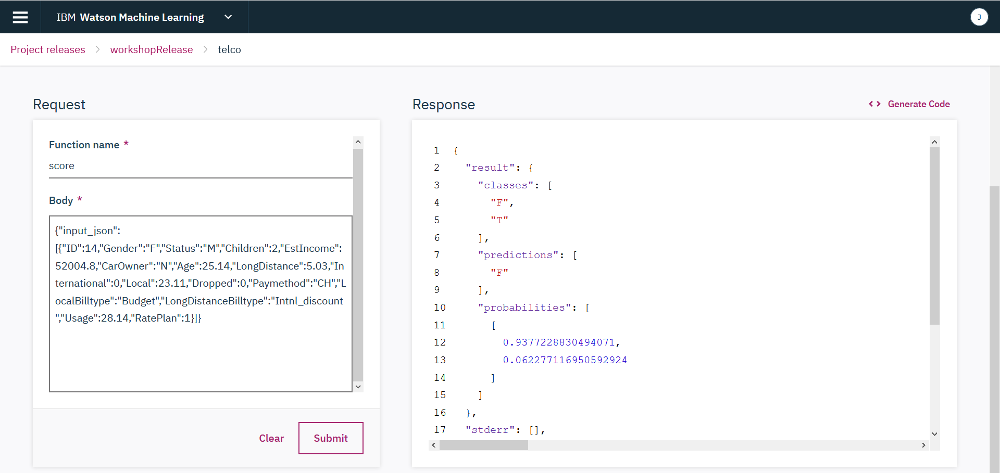 IBM Watson Machine Learning
J
Project releases > workshopRelease > telco
Request
Function name *
score
Body *
{"input_json":
[{"ID":14,"Gender":"F","Status":"M","Children":2,"EstIncome":
52004.8,"CarOwner":"N","Age":25.14,"LongDistance":5.03,"In
ternational":0,"Local":23.11,"Dropped":0,"Paymethod":"CH","L
ocalBilltype":"Budget","LongDistanceBilltype":"Intnl_discount
","Usage":28.14,"RatePlan":1}]}
Clear
Submit
Response
<> Generate Code
1 {
2 "result": {
3 "classes": [
4 "F",
5 "T"
6 ],
7 "predictions": [
8 "F"
9 ],
10 "probabilities": [
11 [
12 0.9377228830494071,
13 0.062277116950592924
14 ]
15 ]
16 },
17 "stderr": [],